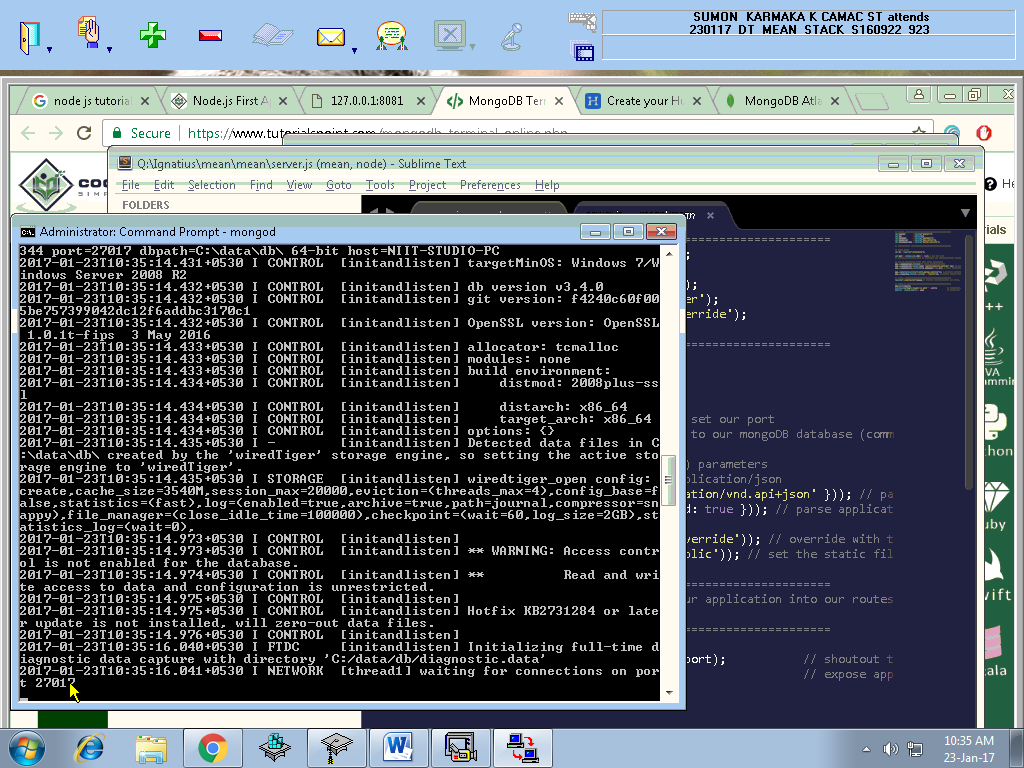 SUMON KARMAKA K CAMAC ST attends
230117_DT_MEAN_STACK_S160922_923
node js tutoria
Node.js First A
127.0.0.1:8081
MongoDB Ter
Create your H
MongoDB Atla
Secure
https://www.tutorialspoint.com/mongodb_terminal_online.php
Q:\Ignatius\mean\mean\server.js (mean, node) - Sublime Text
File Edit Selection Find View Goto Tools Project Preferences Help
FOLDERS
Administrator: Command Prompt - mongod
344 port=27017 dbpath=C:\data\db\ 64-bit host=NIIT-STUDIO-PC
2017-01-23T10:35:14.431+0530 I CONTROL  [initandlisten] targetMinOS: Windows 7/W
indows Server 2008 R2
2017-01-23T10:35:14.432+0530 I CONTROL  [initandlisten] db version v3.4.0
2017-01-23T10:35:14.432+0530 I CONTROL  [initandlisten] git version: f4240c60f00
5be757399042dc12f6addbc3170c1
2017-01-23T10:35:14.432+0530 I CONTROL  [initandlisten] OpenSSL version: OpenSSL
1.0.1t-fips  3 May 2016
2017-01-23T10:35:14.433+0530 I CONTROL  [initandlisten] allocator: tcmalloc
2017-01-23T10:35:14.433+0530 I CONTROL  [initandlisten] modules: none
2017-01-23T10:35:14.433+0530 I CONTROL  [initandlisten] build environment:
2017-01-23T10:35:14.434+0530 I CONTROL  [initandlisten]     distmod: 2008plus-ss
l
2017-01-23T10:35:14.434+0530 I CONTROL  [initandlisten]     distarch: x86_64
2017-01-23T10:35:14.434+0530 I CONTROL  [initandlisten]     target_arch: x86_64
2017-01-23T10:35:14.434+0530 I CONTROL  [initandlisten] options: {}
2017-01-23T10:35:14.435+0530 I -        [initandlisten] Detected data files in C
:\data\db\ created by the 'wiredTiger' storage engine, so setting the active sto
rage engine to 'wiredTiger'.
2017-01-23T10:35:14.435+0530 I STORAGE  [initandlisten] wiredtiger_open config:
create,cache_size=3540M,session_max=20000,eviction=(threads_max=4),config_base=f
alse,statistics=(fast),log=(enabled=true,archive=true,path=journal,compressor=sn
appy),file_manager=(close_idle_time=100000),checkpoint=(wait=60,log_size=2GB),st
atistics_log=(wait=0),
2017-01-23T10:35:14.973+0530 I CONTROL  [initandlisten]
2017-01-23T10:35:14.973+0530 I CONTROL  [initandlisten] ** WARNING: Access contr
ol is not enabled for the database.
2017-01-23T10:35:14.974+0530 I CONTROL  [initandlisten] **          Read and wri
te access to data and configuration is unrestricted.
2017-01-23T10:35:14.975+0530 I CONTROL  [initandlisten]
2017-01-23T10:35:14.975+0530 I CONTROL  [initandlisten] Hotfix KB2731284 or late
r update is not installed, will zero-out data files.
2017-01-23T10:35:14.976+0530 I CONTROL  [initandlisten]
2017-01-23T10:35:16.040+0530 I FTDC     [initandlisten] Initializing full-time d
iagnostic data capture with directory 'C:/data/db/diagnostic.data'
2017-01-23T10:35:16.041+0530 I NETWORK  [thread1] waiting for connections on por
t 27017
er');
erride');
set our port
to our mongoDB database (comm
) parameters
plication/json
ation/vnd.api+json' })); // pa
d: true })); // parse applicat
verride')); // override with t
blic')); // set the static fil
ur application into our routes
port); // shoutout t
// expose app
He
10:35 AM
23-Jan-17